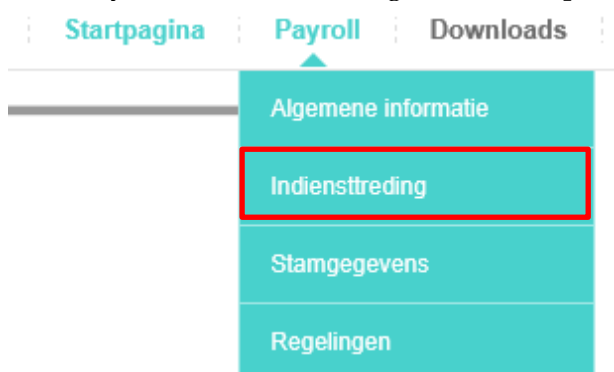 Startpagina Payroll Downloads
Algemene informatie
Indiensttreding
Stamgegevens
Regelingen